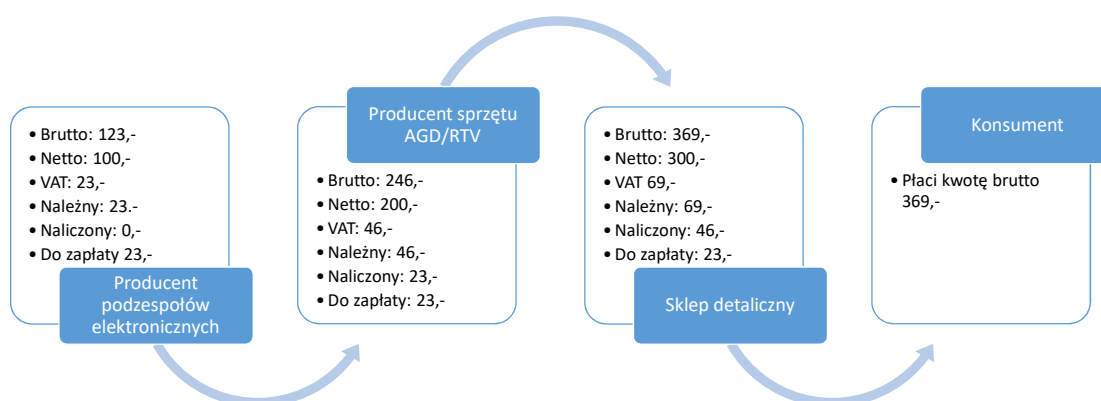 • Brutto: 123,-
• Netto: 100,-
• VAT: 23,-
• Należny: 23.-
• Naliczony: 0,-
• Do zapłaty 23,-
Producent
podzespołów
elektronicznych
Producent sprzętu
AGD/RTV
• Brutto: 246,-
• Netto: 200,-
• VAT: 46,-
• Należny: 46,-
• Naliczony: 23,-
• Do zapłaty: 23,-
• Brutto: 369,-
• Netto: 300,-
• VAT 69,-
• Należny: 69,-
• Naliczony: 46,-
• Do zapłaty: 23,-
Sklep detaliczny
Konsument
• Płaci kwotę brutto
369,-